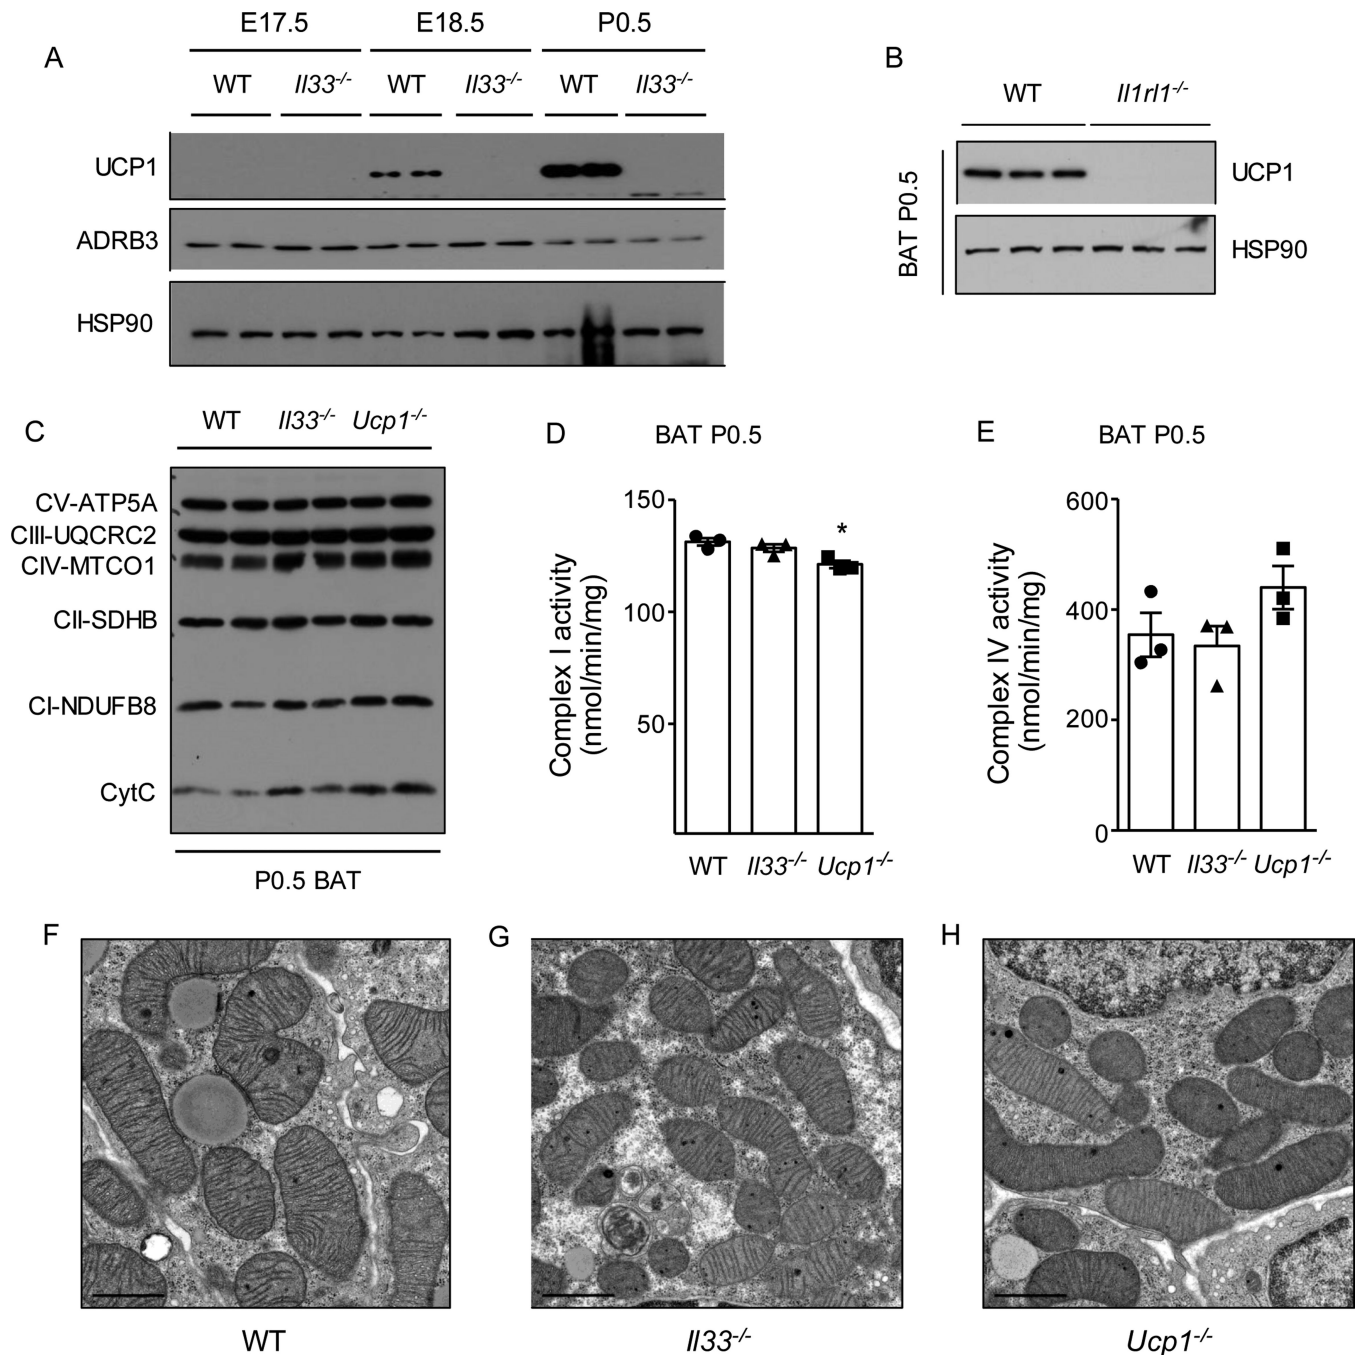 A
E17.5 E18.5 P0.5
WT Il33-/- WT Il33-/- WT Il33-/-
UCP1
ADRB3
HSP90
B
WT Il1rl1-/-
BAT P0.5
UCP1
HSP90
C
WT Il33-/- Ucp1-/-
CV-ATP5A
CIII-UQCRC2
CIV-MTCO1
CII-SDHB
CI-NDUFB8
CytC
P0.5 BAT
D
BAT P0.5
Complex I activity
(nmol/min/mg)
150
100
50
*
WT Il33-/- Ucp1-/-
E
BAT P0.5
Complex IV activity
(nmol/min/mg)
600
400
200
0
WT Il33-/- Ucp1-/-
F
WT
G
Il33-/-
H
Ucp1-/-